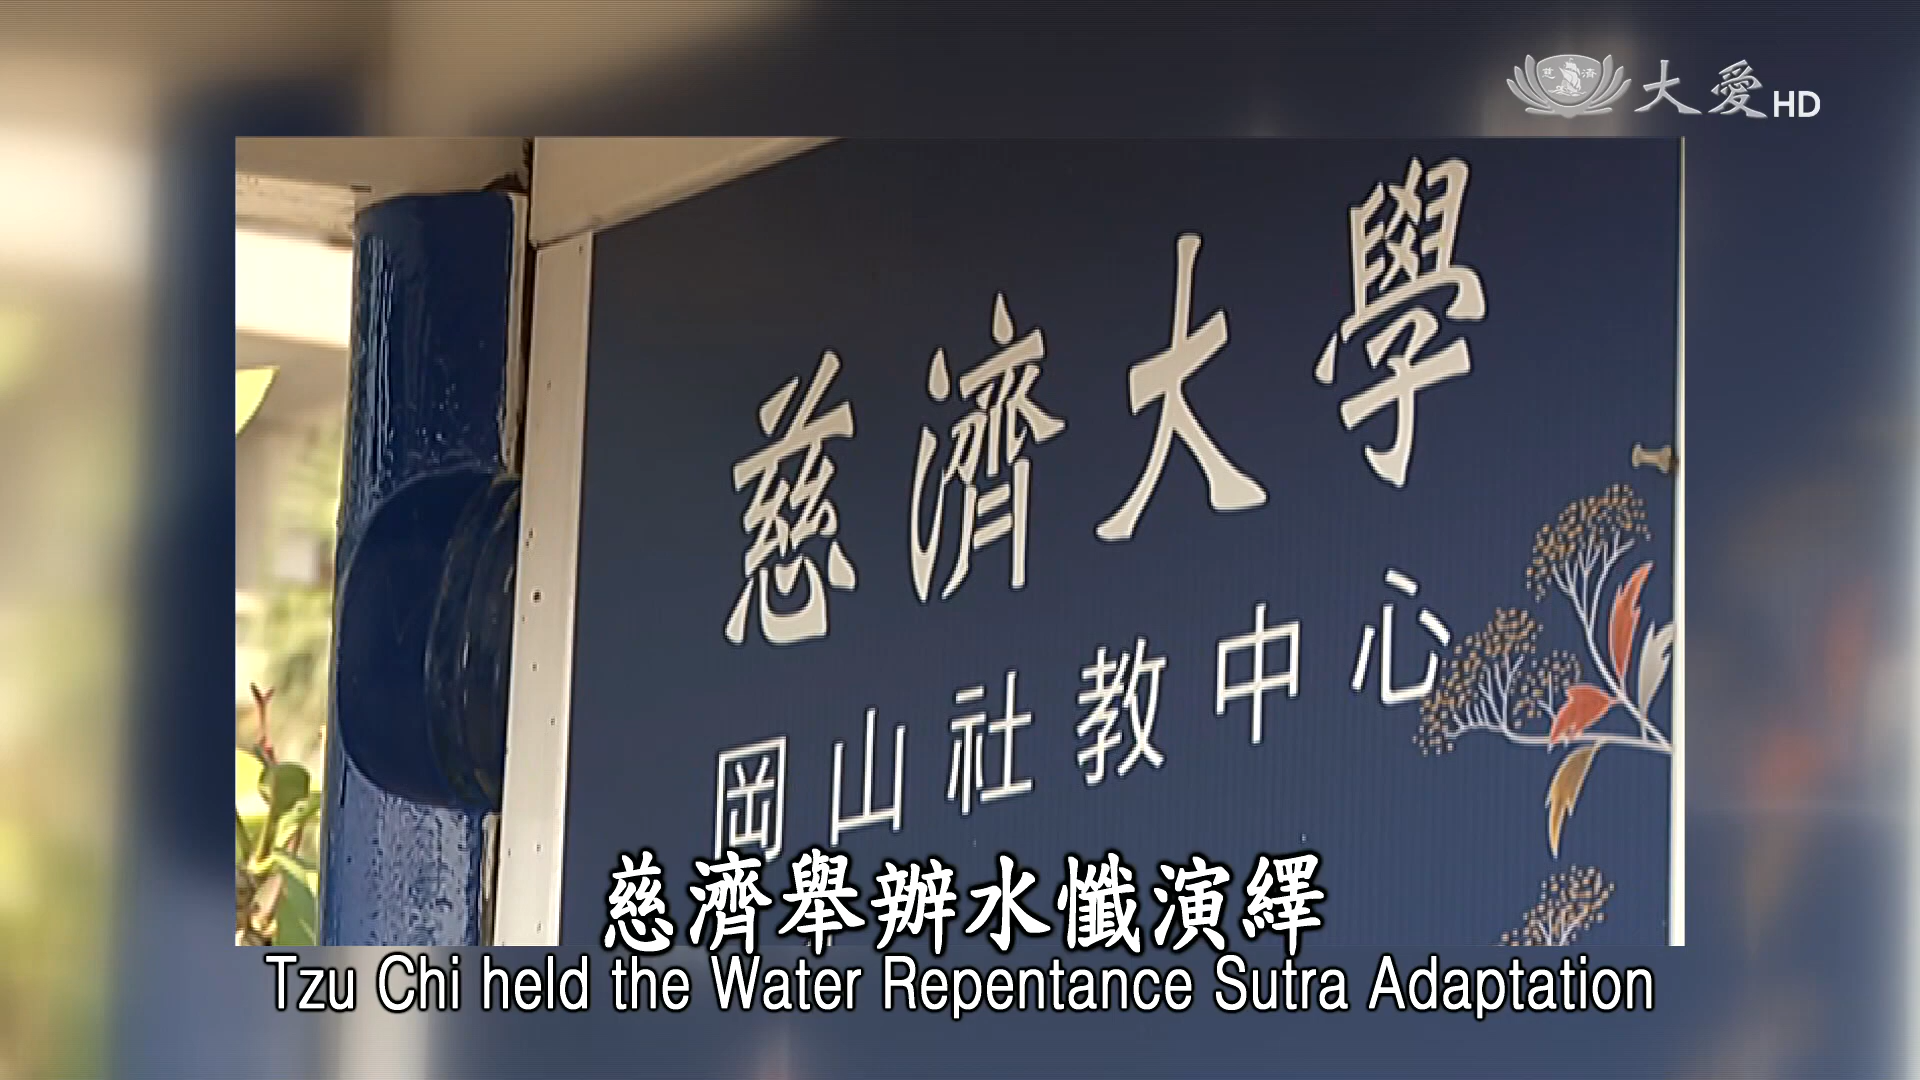 大愛HD
慈濟大學
岡山社教中心
慈濟舉辦水懺演繹
Tzu Chi held the Water Repentance Sutra Adaptation